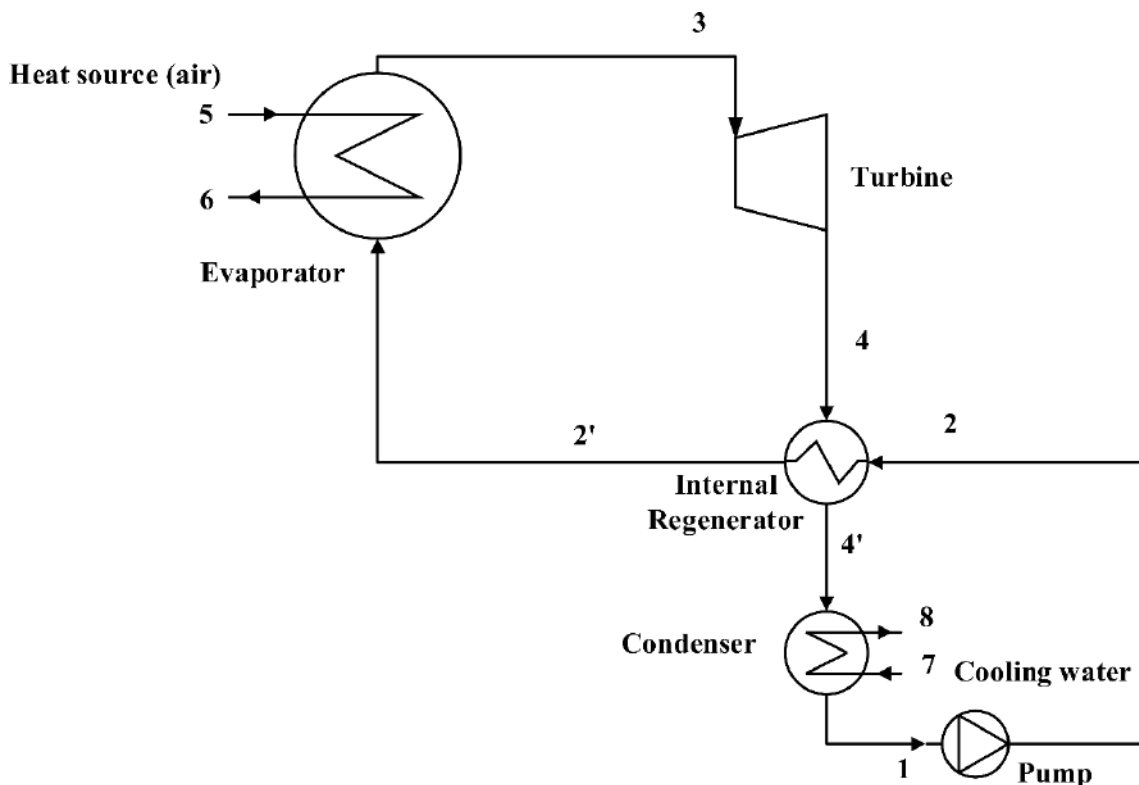 3
Heat source (air)
5
6
Turbine
Evaporator
4
2'
2
Internal
Regenerator
4'
8
Condenser
7
Cooling water
1
Pump